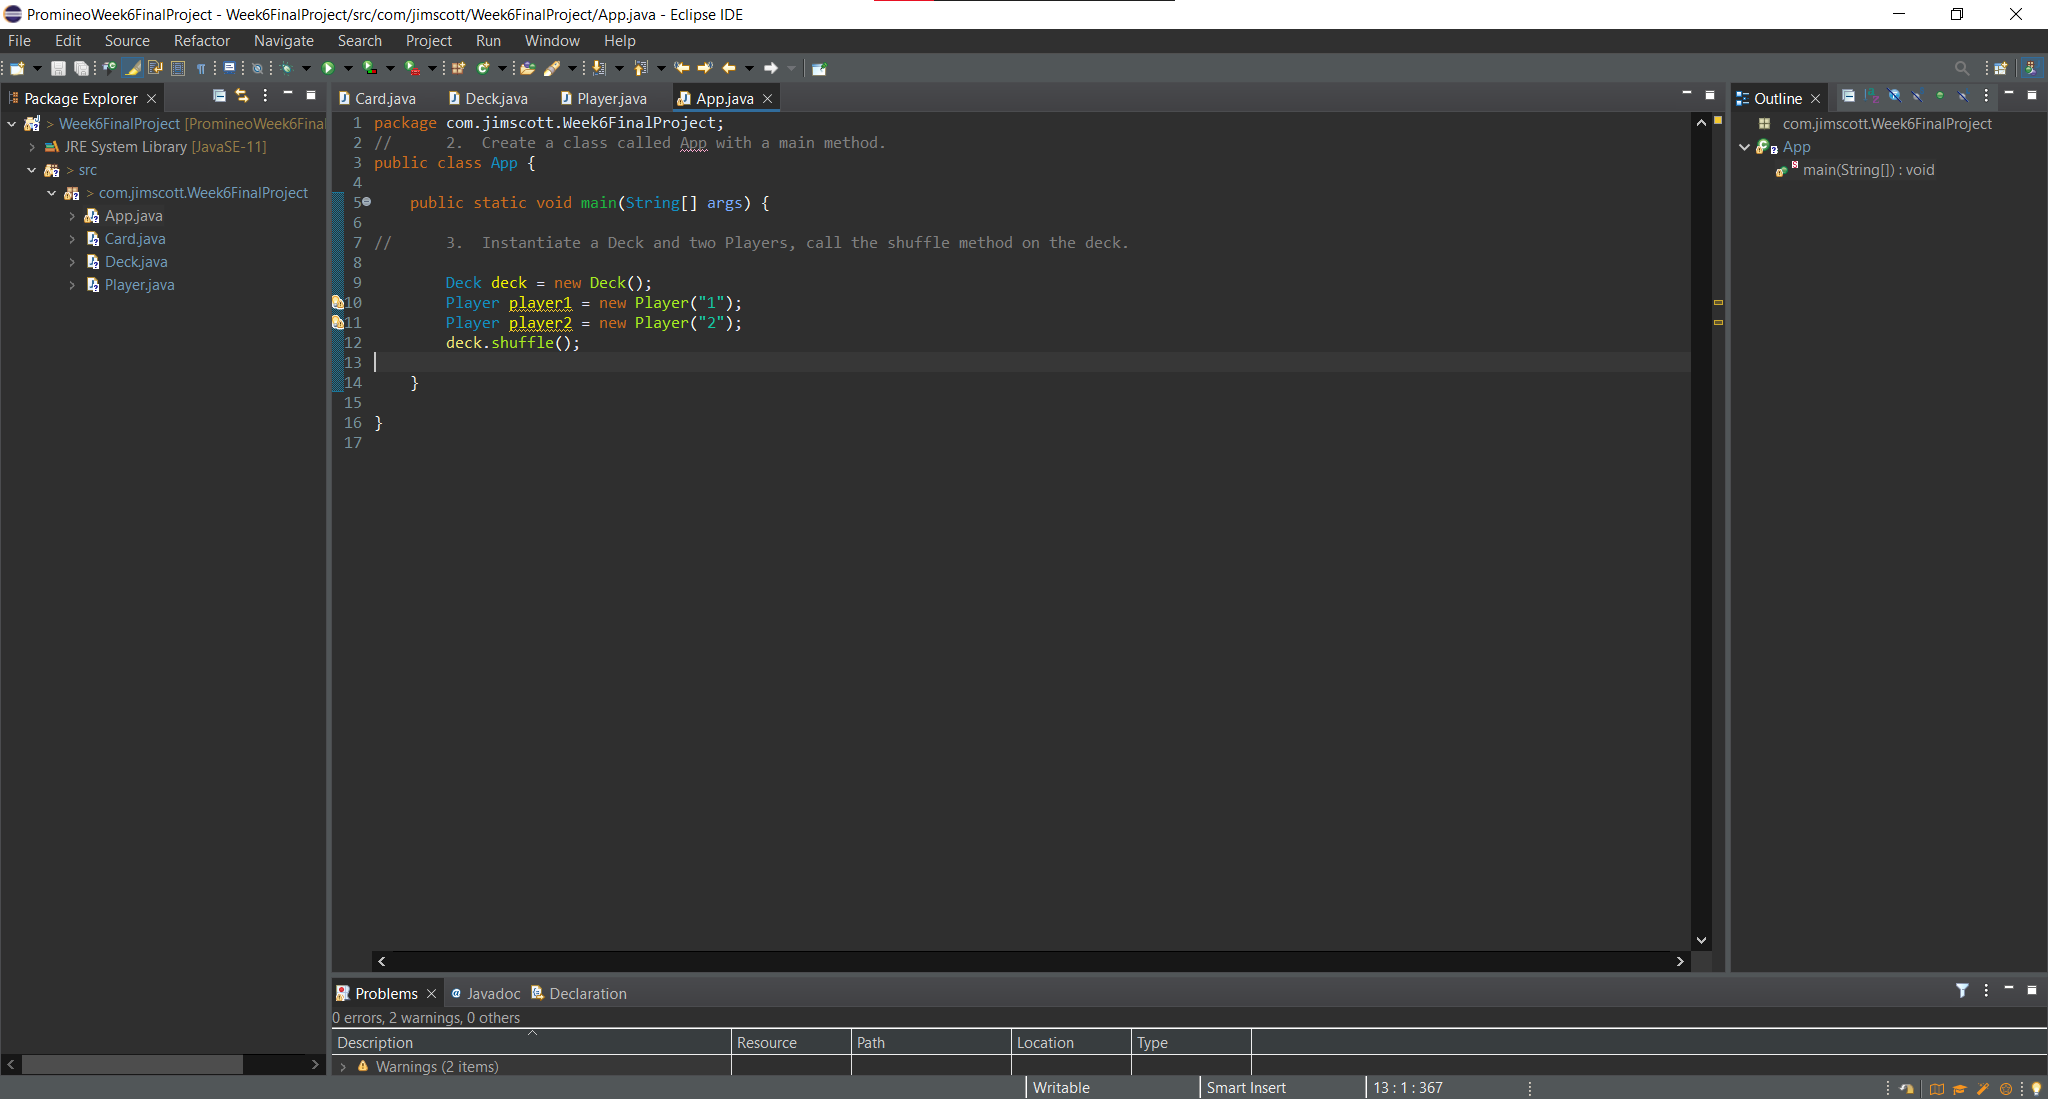 PromineoWeek6FinalProject - Week6FinalProject/src/com/jimscott/Week6FinalProject/App.java - Eclipse IDE
File Edit Source Refactor Navigate Search Project Run Window Help
Package Explorer
> Week6FinalProject [PromineoWeek6Final
JRE System Library [JavaSE-11]
> src
> com.jimscott.Week6FinalProject
App.java
Card.java
Deck.java
Player.java
Card.java Deck.java Player.java App.java
1 package com.jimscott.Week6FinalProject;
2 // 2. Create a class called App with a main method.
3 public class App {
4
5 public static void main(String[] args) {
6
7 // 3. Instantiate a Deck and two Players, call the shuffle method on the deck.
8
9 Deck deck = new Deck();
10 Player player1 = new Player("1");
11 Player player2 = new Player("2");
12 deck.shuffle();
13
14 }
15
16 }
17
Outline
com.jimscott.Week6FinalProject
App
main(String[]) : void
Problems Javadoc Declaration
0 errors, 2 warnings, 0 others
Description Resource Path Location Type
Warnings (2 items)
Writable Smart Insert 13 : 1 : 367